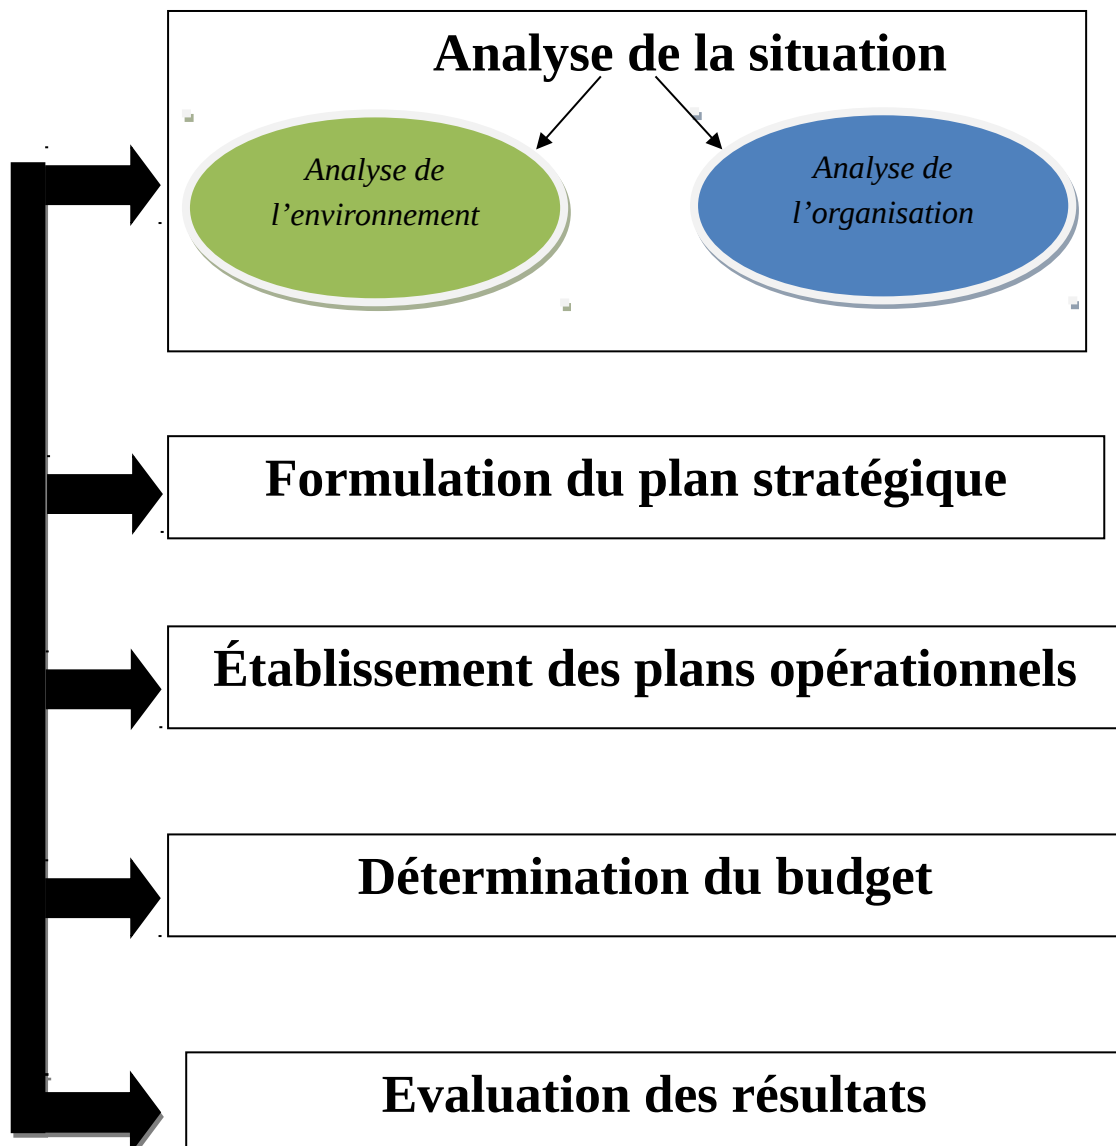 Analyse de la situation
Analyse de
l’environnement
Analyse de
l’organisation
Formulation du plan stratégique
Établissement des plans opérationnels
Détermination du budget
Evaluation des résultats